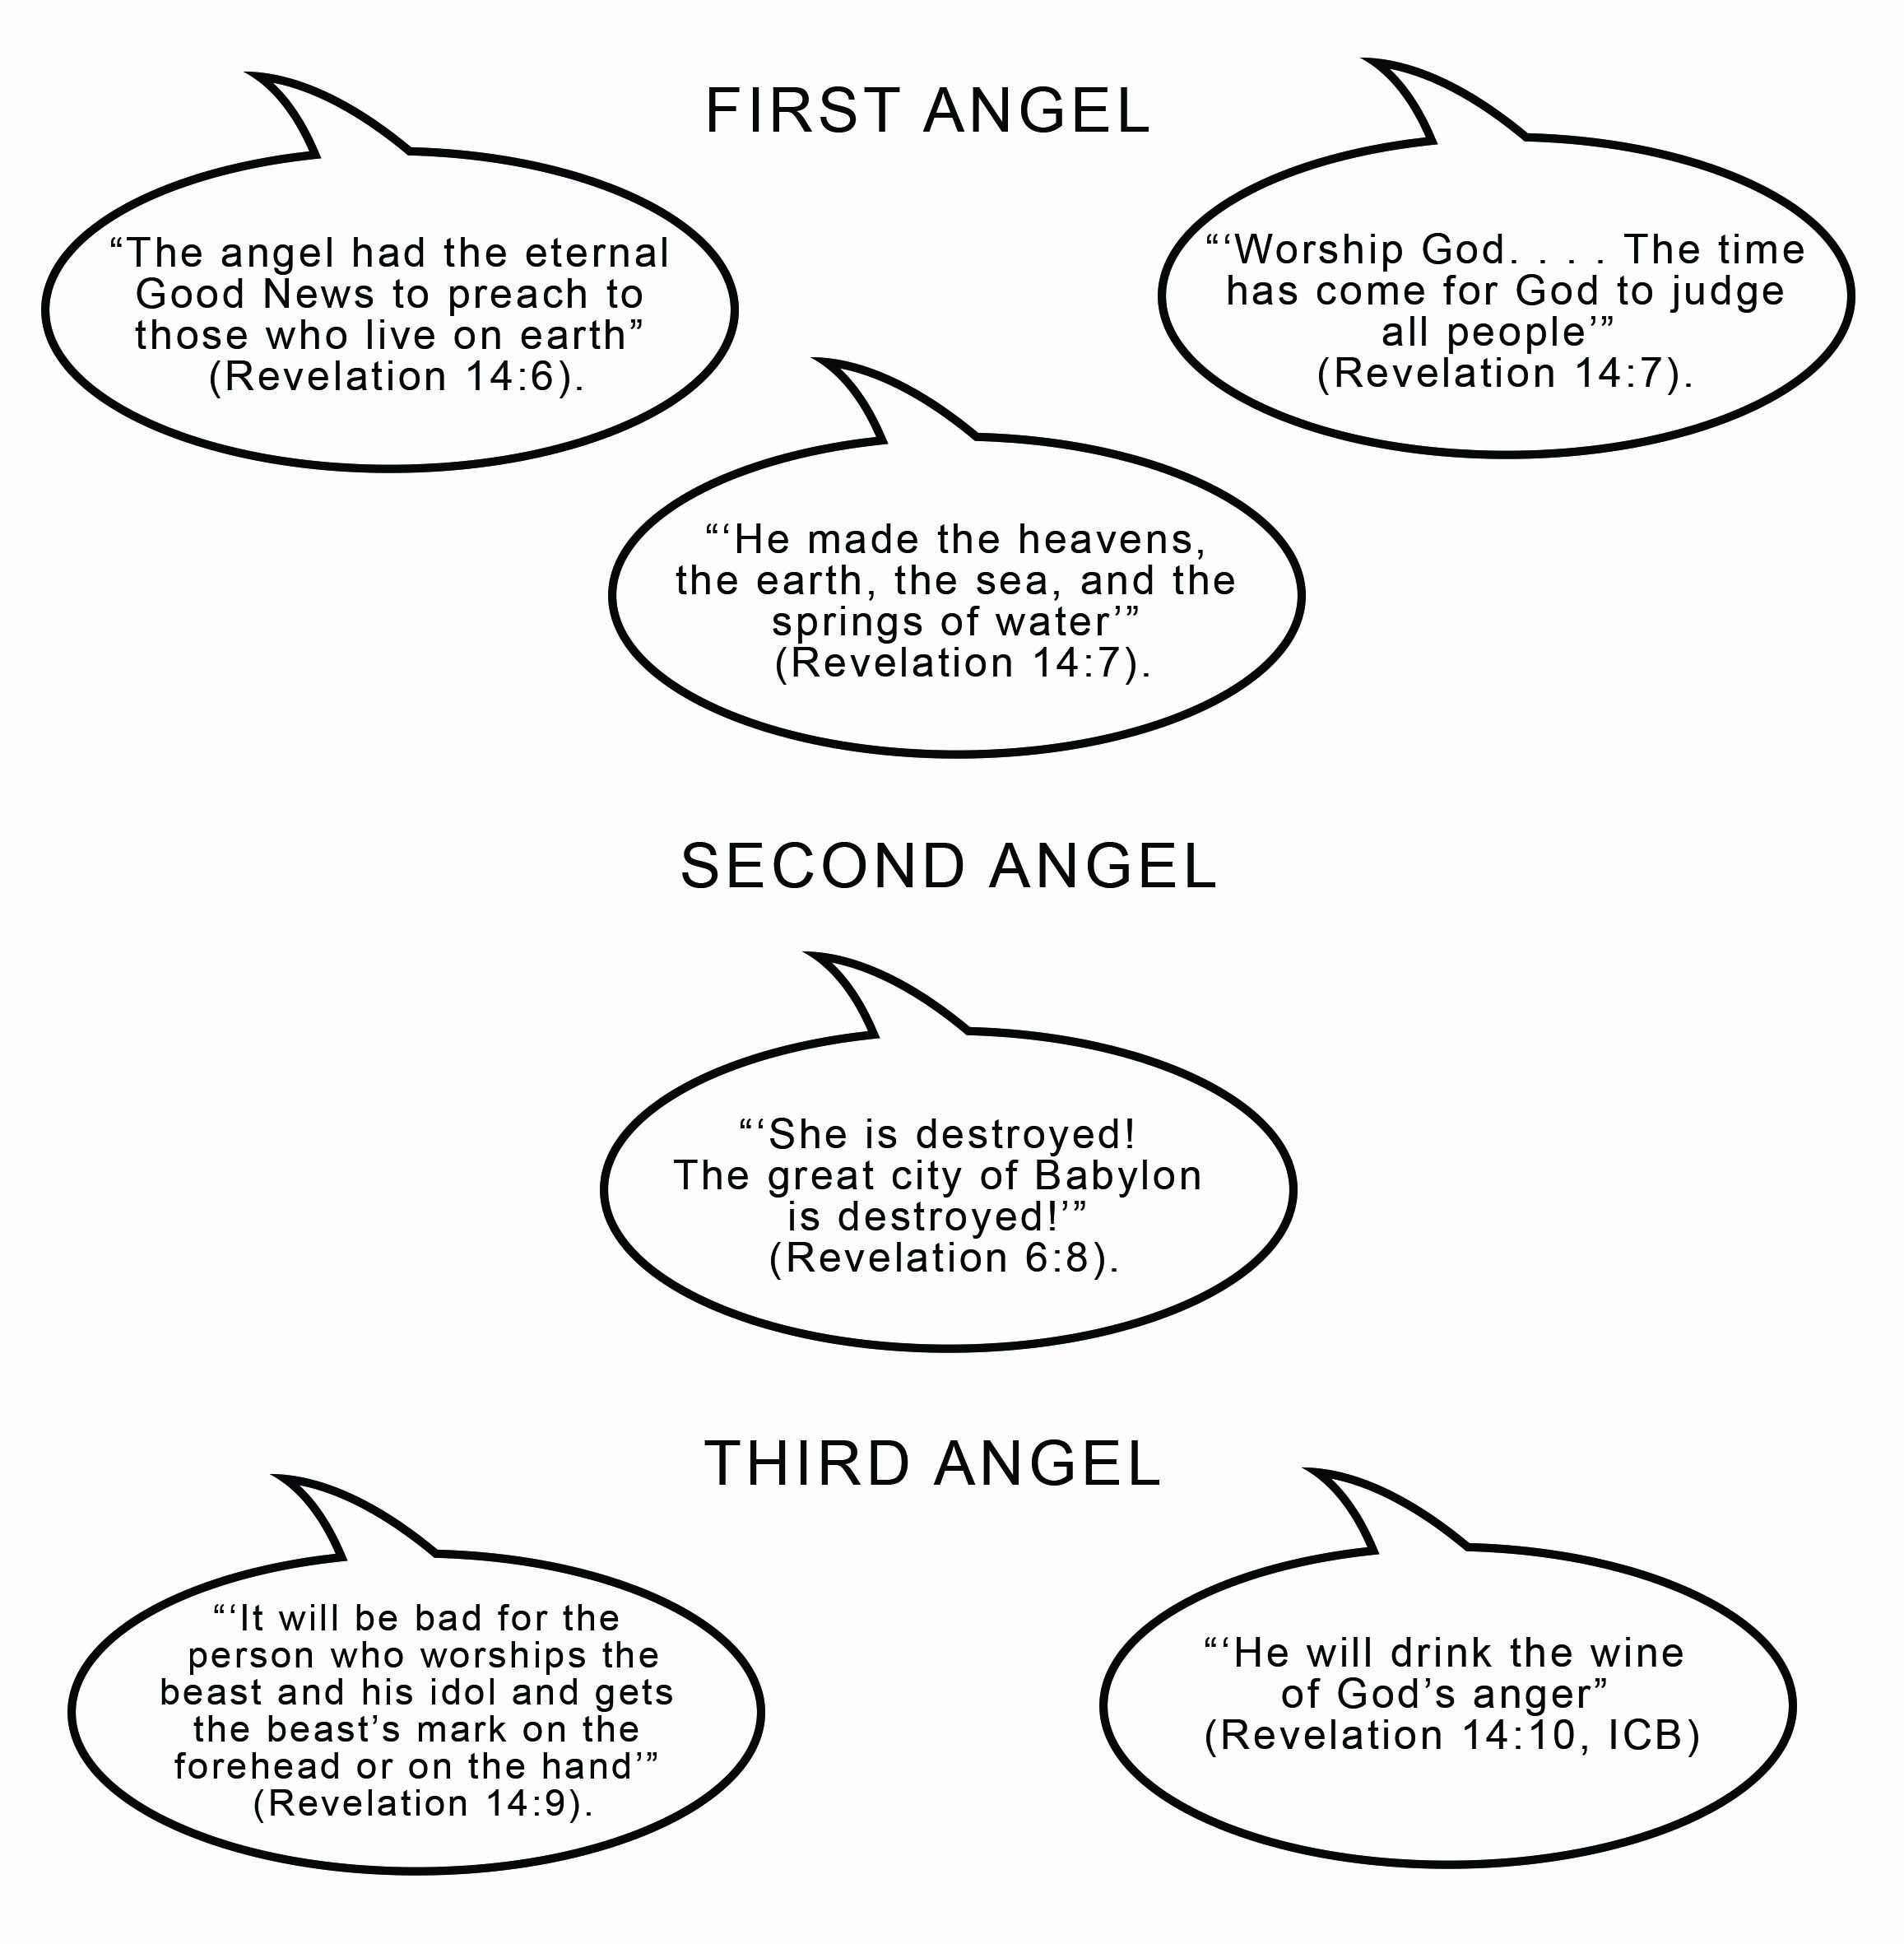 FIRST ANGEL
“The angel had the eternal
Good News to preach to
those who live on earth”
(Revelation 14:6).
“‘Worship God. . . . The time
has come for God to judge
all people’”
(Revelation 14:7).
“‘He made the heavens,
the earth, the sea, and the
springs of water’”
(Revelation 14:7).
SECOND ANGEL
“‘She is destroyed!
The great city of Babylon
is destroyed!’”
(Revelation 6:8).
THIRD ANGEL
“‘It will be bad for the
person who worships the
beast and his idol and gets
the beast’s mark on the
forehead or on the hand’”
(Revelation 14:9).
“‘He will drink the wine
of God’s anger”
(Revelation 14:10, ICB)